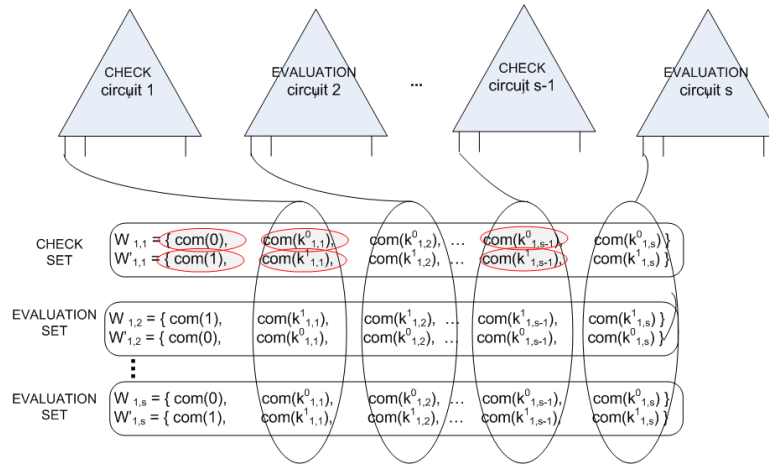 CHECK
circuit 1
EVALUATION
circuit 2
...
CHECK
circuit s-1
EVALUATION
circuit s
CHECK
SET
W 1,1 = { com(0), com(k⁰1,1), com(k⁰1,2), ... com(k⁰1,s-1), com(k⁰1,s) }
W'1,1 = { com(1), com(k¹1,1), com(k¹1,2), com(k¹1,s-1), com(k¹1,s) }
EVALUATION
SET
W 1,2 = { com(1), com(k¹1,1), com(k¹1,2), ... com(k¹1,s-1), com(k¹1,s) }
W'1,2 = { com(0), com(k⁰1,1), com(k⁰1,2), ... com(k⁰1,s-1), com(k⁰1,s) }
EVALUATION
SET
W 1,s = { com(0), com(k⁰1,1), com(k⁰1,2), ... com(k⁰1,s-1), com(k⁰1,s) }
W'1,s = { com(1), com(k¹1,1), com(k¹1,2), ... com(k¹1,s-1), com(k¹1,s) }